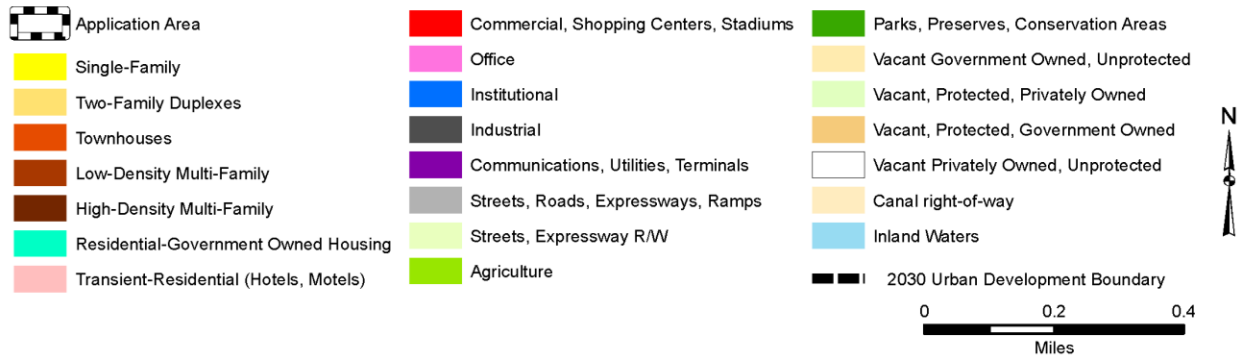 Application Area
Single-Family
Two-Family Duplexes
Townhouses
Low-Density Multi-Family
High-Density Multi-Family
Residential-Government Owned Housing
Transient-Residential (Hotels, Motels)
Commercial, Shopping Centers, Stadiums
Office
Institutional
Industrial
Communications, Utilities, Terminals
Streets, Roads, Expressways, Ramps
Streets, Expressway R/W
Agriculture
Parks, Preserves, Conservation Areas
Vacant Government Owned, Unprotected
Vacant, Protected, Privately Owned
Vacant, Protected, Government Owned
Vacant Privately Owned, Unprotected
Canal right-of-way
Inland Waters
2030 Urban Development Boundary
0 0.2 0.4
Miles
N